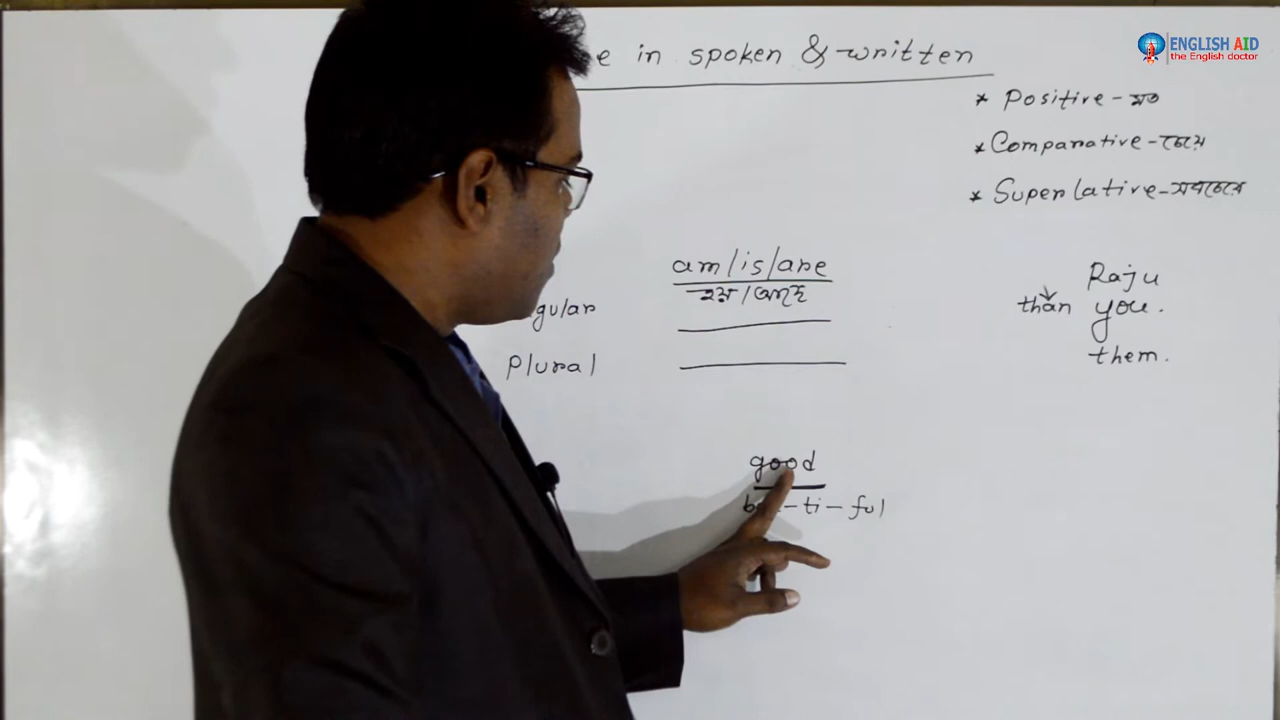 e in spoken & written
ENGLISH AID
the English doctor
* Positive - মত
* Comparative - চেয়ে
* Superlative - সবচেয়ে
am/is/are
হয়/আছে
gular
Plural
Raju
than you.
them.
good
-ti-ful